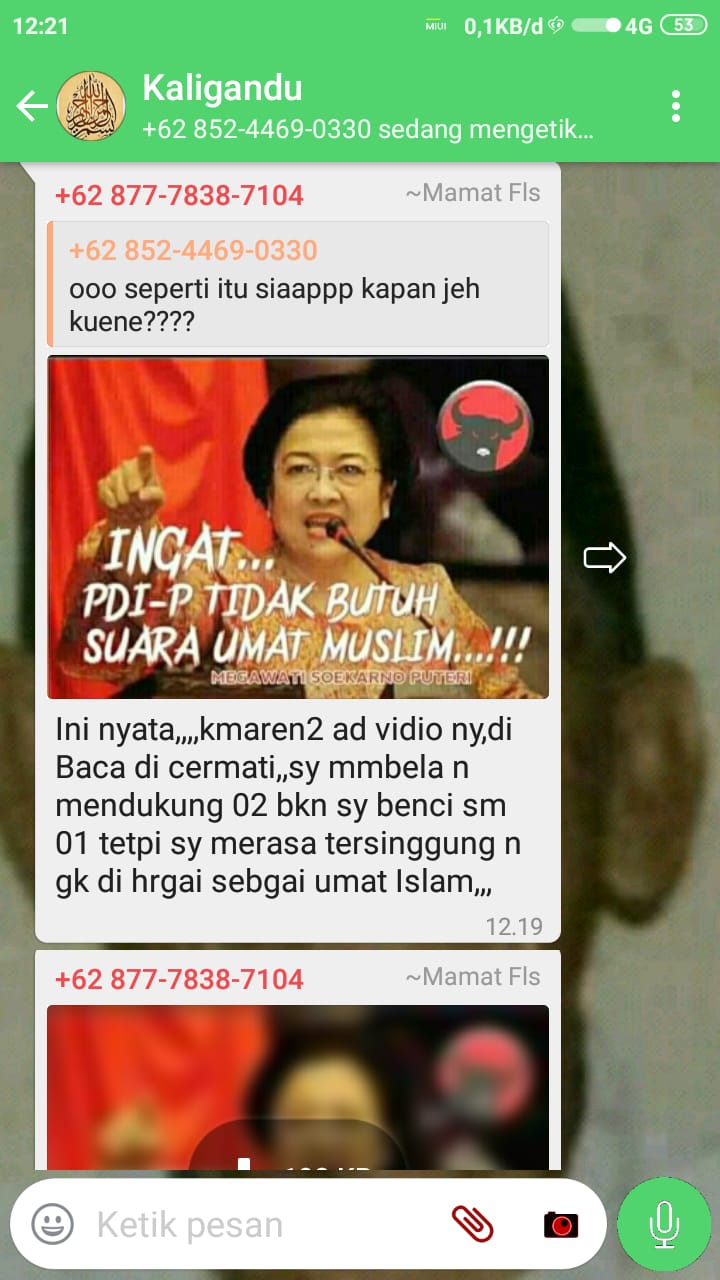 12:21
MIUI 0,1KB/d 4G 53
Kaligandu
+62 852-4469-0330 sedang mengetik...
+62 877-7838-7104 ~Mamat Fls
+62 852-4469-0330
ooo seperti itu siaappp kapan jeh
kuene????
INGAT...
PDI-P TIDAK BUTUH
SUARA UMAT MUSLIM...!!!
MEGAWATI SOEKARNO PUTERI
Ini nyata,,,,kmaren2 ad vidio ny,di
Baca di cermati,,sy mmbela n
mendukung 02 bkn sy benci sm
01 tetpi sy merasa tersinggung n
gk di hrgai sebgai umat Islam,,,
12.19
+62 877-7838-7104 ~Mamat Fls
Ketik pesan